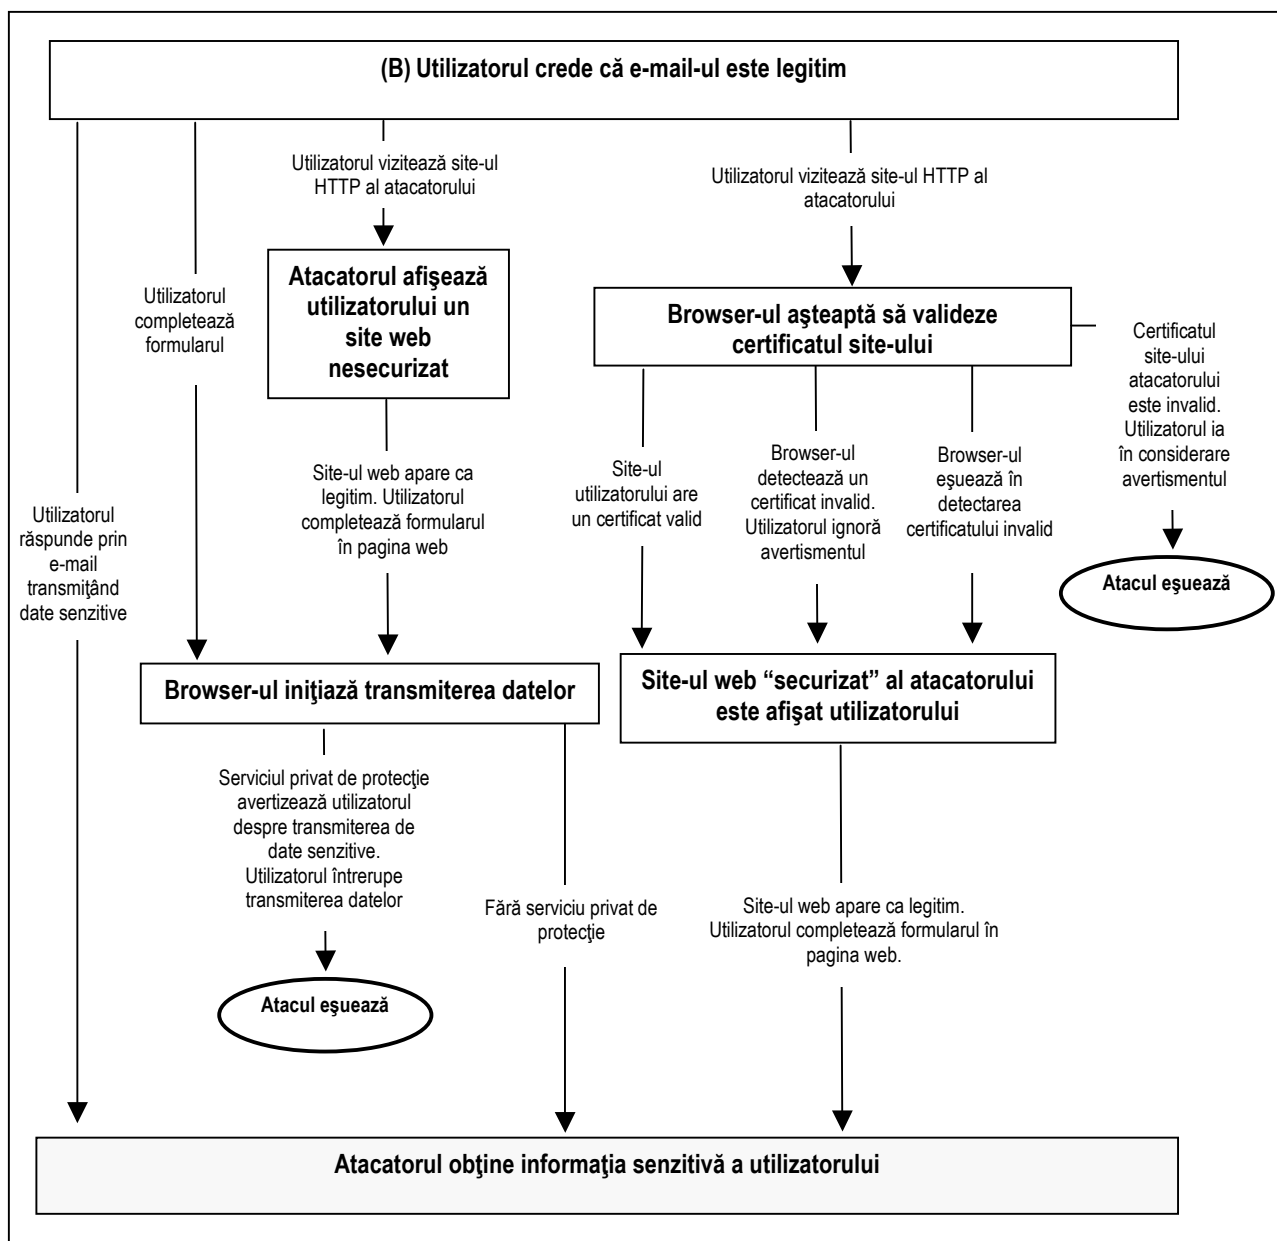 (B) Utilizatorul crede că e-mail-ul este legitim
Utilizatorul vizitează site-ul
HTTP al atacatorului
Utilizatorul vizitează site-ul HTTP al
atacatorului
Utilizatorul
completează
formularul
Atacatorul afişează
utilizatorului un
site web
nesecurizat
Browser-ul aşteaptă să valideze
certificatul site-ului
Certificatul
site-ului
atacatorului
este invalid.
Utilizatorul ia
în considerare
avertismentul
Utilizatorul
răspunde prin
e-mail
transmiţând
date senzitive
Site-ul web apare ca
legitim. Utilizatorul
completează formularul
în pagina web
Site-ul
utilizatorului are
un certificat valid
Browser-ul
detectează un
certificat invalid.
Utilizatorul ignoră
avertismentul
Browser-ul
eşuează în
detectarea
certificatului invalid
Atacul eşuează
Browser-ul iniţiază transmiterea datelor
Site-ul web “securizat” al atacatorului
este afişat utilizatorului
Serviciul privat de protecţie
avertizează utilizatorul
despre transmiterea de
date senzitive.
Utilizatorul întrerupe
transmiterea datelor
Fără serviciu privat de
protecţie
Site-ul web apare ca legitim.
Utilizatorul completează formularul în
pagina web.
Atacul eşuează
Atacatorul obţine informaţia senzitivă a utilizatorului